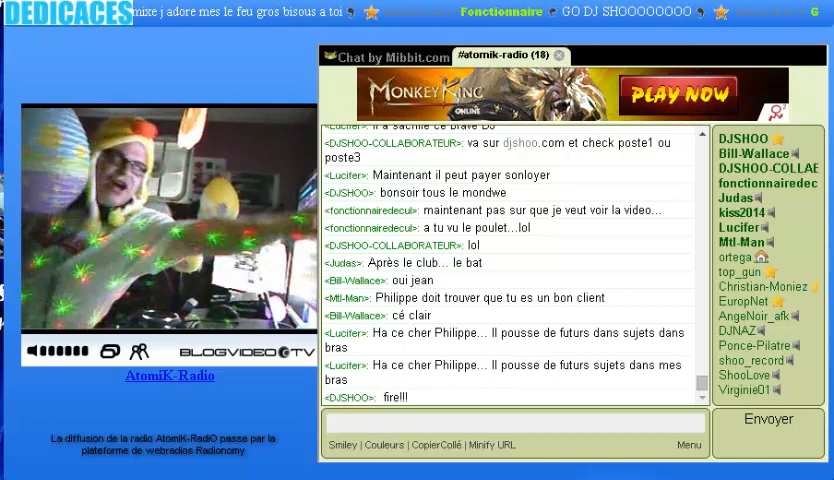 DEDICACES
mixe j adore mes le feu gros bisous a toi
Fonctionnaire
GO DJ SHOOOOOOOO
G
Chat by Mibbit.com
#atomik-radio (18)
MONKEY KING
ONLINE
PLAY NOW
<Lucifer>: Il a sacrifié ce brave DJ
<DJSHOO-COLLABORATEUR>: va sur djshoo.com et check poste1 ou
poste3
<Lucifer>: Maintenant il peut payer sonloyer
<DJSHOO>: bonsoir tous le mondwe
<fonctionnairedecul>: maintenant pas sur que je veut voir la video...
<fonctionnairedecul>: a tu vu le poulet...lol
<DJSHOO-COLLABORATEUR>: lol
<Judas>: Après le club... le bat
<Bill-Wallace>: oui jean
<Mtl-Man>: Philippe doit trouver que tu es un bon client
<Bill-Wallace>: cé clair
<Lucifer>: Ha ce cher Philippe... Il pousse de futurs dans sujets dans
bras
<Lucifer>: Ha ce cher Philippe... Il pousse de futurs sujets dans mes
bras
<DJSHOO>: fire!!!
DJSHOO
Bill-Wallace
DJSHOO-COLLAE
fonctionnairedec
Judas
kiss2014
Lucifer
Mtl-Man
ortega
top_gun
Christian-Moniez
EuropNet
AngeNoir_afk
DJNAZ
Ponce-Pilatre
shoo_record
ShooLove
Virginie01
Smiley | Couleurs | CopierCollé | Minify URL
Menu
Envoyer
BLOGVIDEO TV
AtomiK-Radio
La diffusion de la radio AtomiK-RadiO passe par la
plateforme de webradios Radionomy